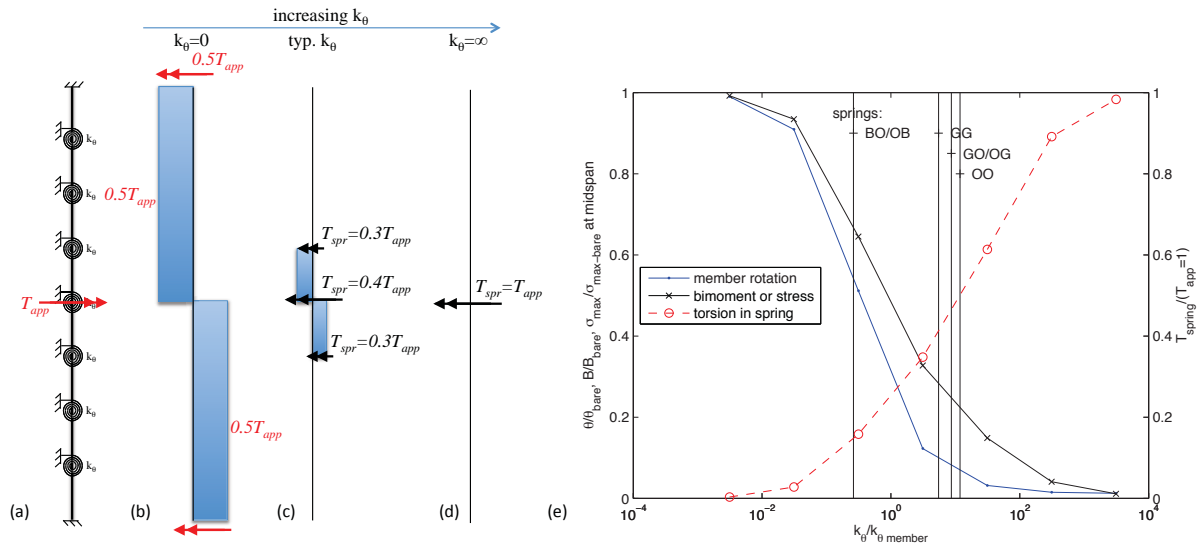 increasing kθ
kθ=0
typ. kθ
kθ=∞
0.5Tapp
kθ
kθ
0.5Tapp
kθ
Tapp
kθ
kθ
kθ
kθ
Tspr=0.3Tapp
Tspr=0.4Tapp
Tspr=0.3Tapp
Tspr=Tapp
0.5Tapp
(a)
(b)
(c)
(d)
(e)
θ/θbare, B/Bbare, σmax/σmax−bare at midspan
1
0.8
0.6
0.4
0.2
0
springs:
BO/OB
GG
GO/OG
OO
member rotation
bimoment or stress
torsion in spring
1
0.8
0.6
0.4
0.2
0
Tspring/(Tapp=1)
10−4
10−2
100
102
104
kθ/kθ member